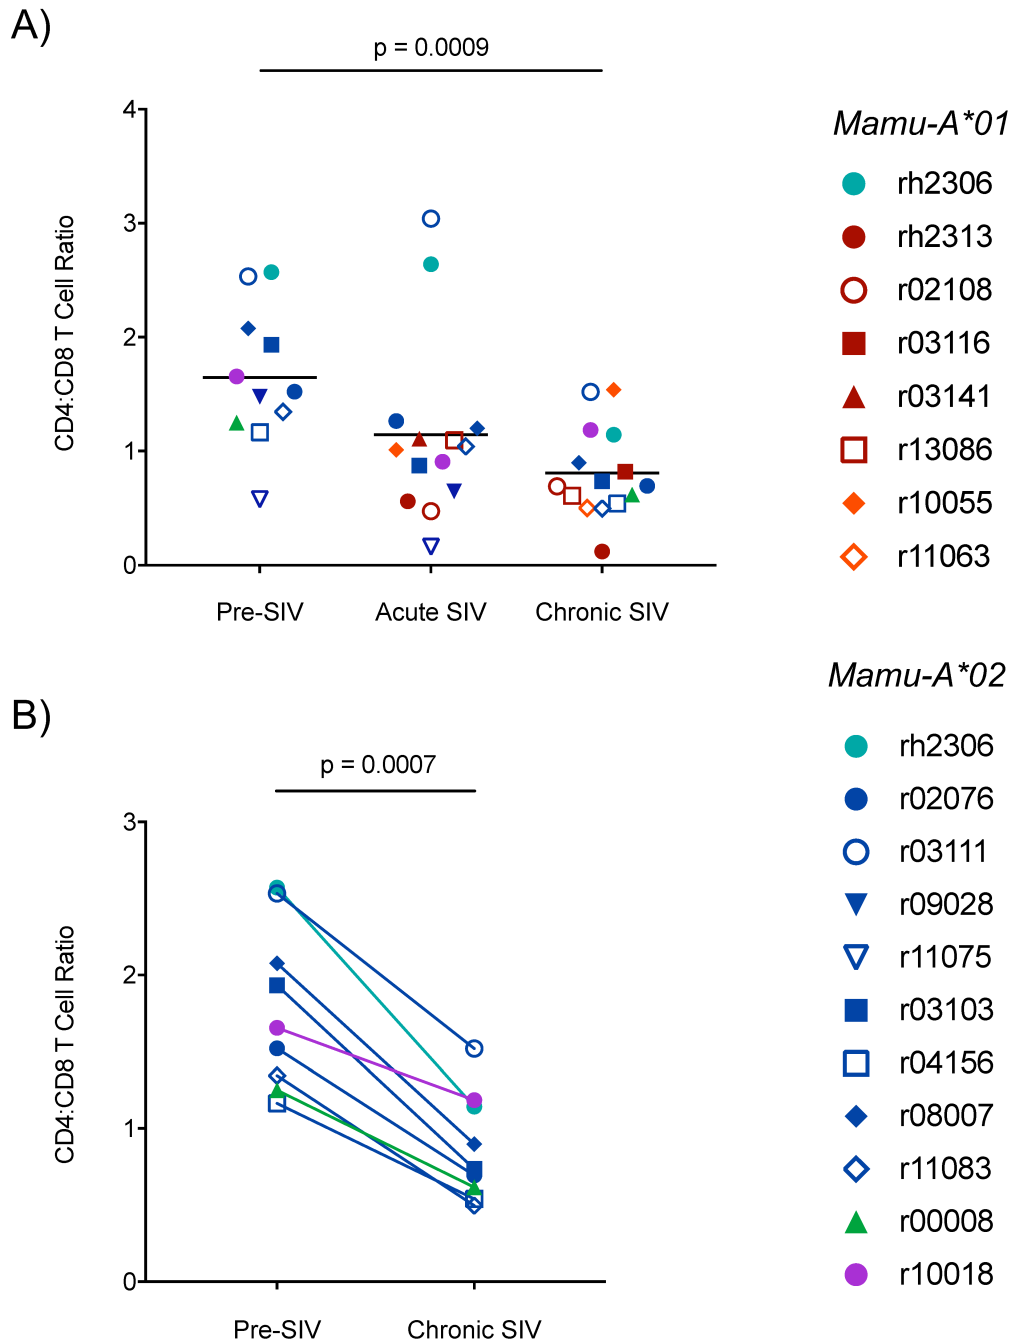 A)
p = 0.0009
4
3
2
1
0
CD4:CD8 T Cell Ratio
Pre-SIV
Acute SIV
Chronic SIV
Mamu-A*01
rh2306
rh2313
r02108
r03116
r03141
r13086
r10055
r11063
B)
p = 0.0007
3
2
1
0
CD4:CD8 T Cell Ratio
Pre-SIV
Chronic SIV
Mamu-A*02
rh2306
r02076
r03111
r09028
r11075
r03103
r04156
r08007
r11083
r00008
r10018